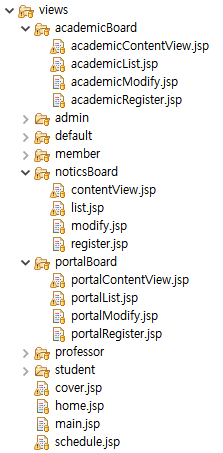 views
academicBoard
academicContentView.jsp
academicList.jsp
academicModify.jsp
academicRegister.jsp
admin
default
member
noticsBoard
contentView.jsp
list.jsp
modify.jsp
register.jsp
portalBoard
portalContentView.jsp
portalList.jsp
portalModify.jsp
portalRegister.jsp
professor
student
cover.jsp
home.jsp
main.jsp
schedule.jsp